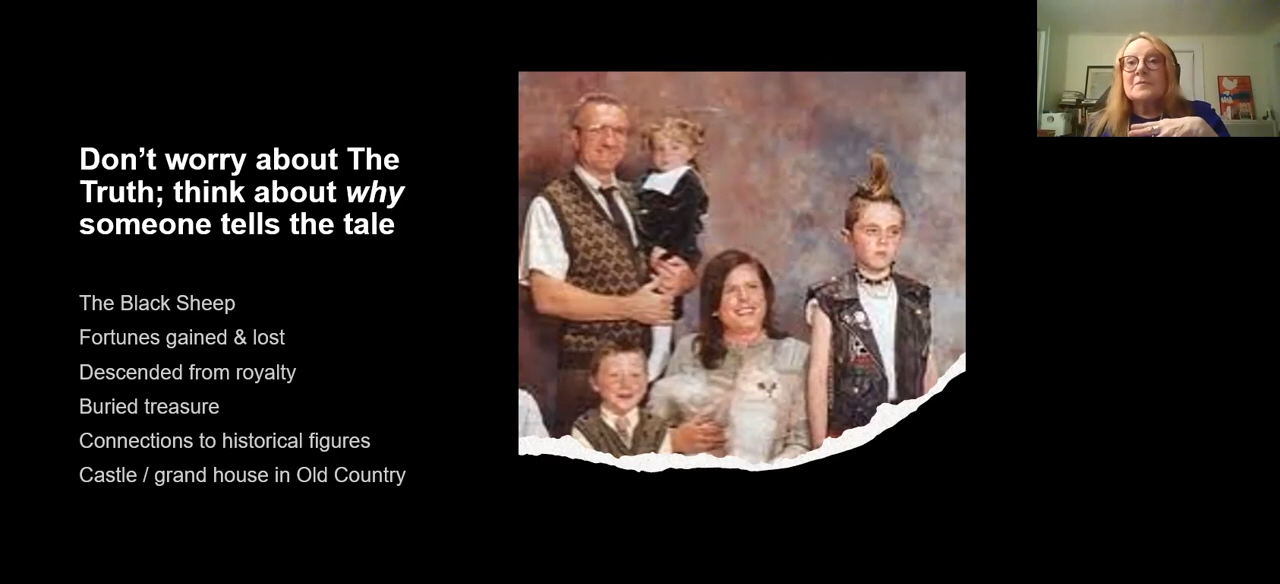 Don’t worry about The
Truth; think about why
someone tells the tale
The Black Sheep
Fortunes gained & lost
Descended from royalty
Buried treasure
Connections to historical figures
Castle / grand house in Old Country